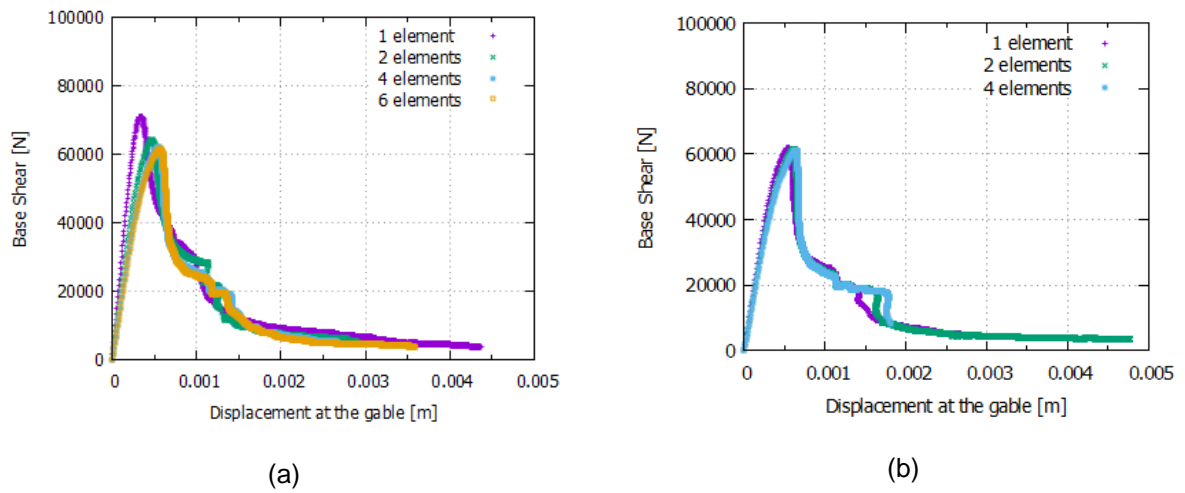 100000
80000
60000
40000
20000
0
Base Shear [N]
1 element
2 elements
4 elements
6 elements
0 0.001 0.002 0.003 0.004 0.005
Displacement at the gable [m]
(a)
100000
80000
60000
40000
20000
0
Base Shear [N]
1 element
2 elements
4 elements
0 0.001 0.002 0.003 0.004 0.005
Displacement at the gable [m]
(b)